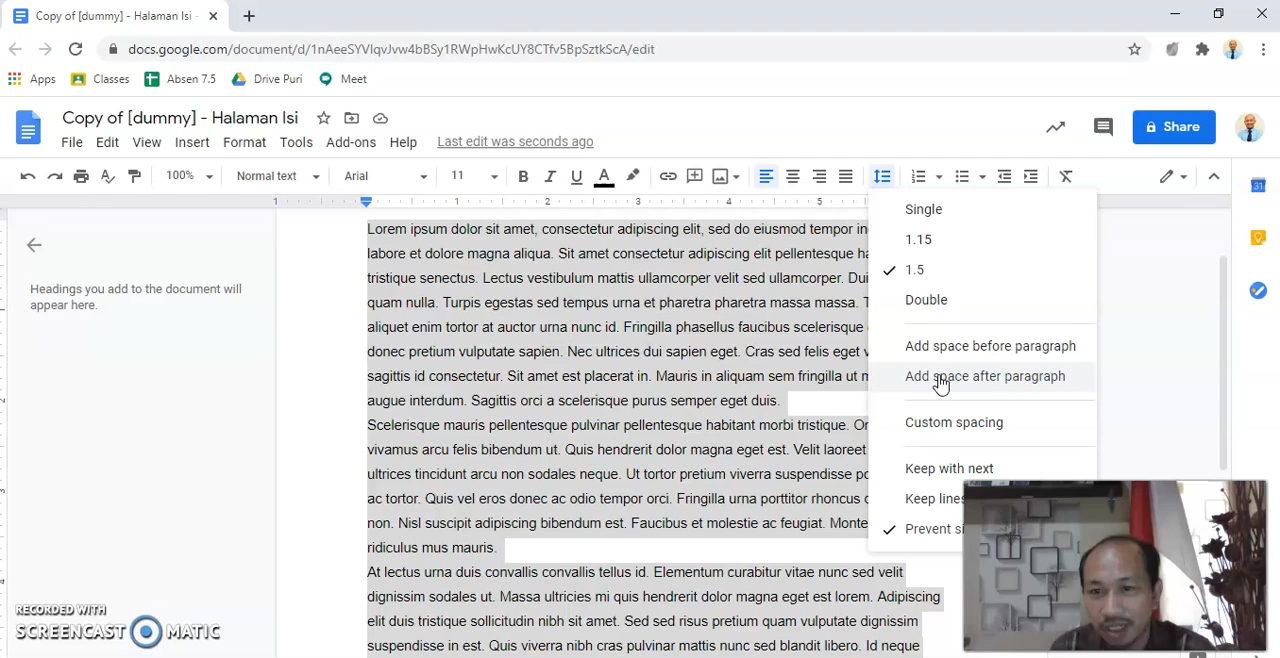 Copy of [dummy] - Halaman Isi -
docs.google.com/document/d/1nAeeSYVIqvJvw4bBSy1RWpHwKcUY8CTfv5BpSztkScA/edit
Apps Classes Absen 7.5 Drive Puri Meet
Copy of [dummy] - Halaman Isi
Share
File Edit View Insert Format Tools Add-ons Help Last edit was seconds ago
100% Normal text Arial 11 B I U A
1 1 2 3 4 5
Headings you add to the document will
appear here.
Lorem ipsum dolor sit amet, consectetur adipiscing elit, sed do eiusmod tempor in
labore et dolore magna aliqua. Sit amet consectetur adipiscing elit pellentesque ha
tristique senectus. Lectus vestibulum mattis ullamcorper velit sed ullamcorper. Dui
quam nulla. Turpis egestas sed tempus urna et pharetra pharetra massa massa. T
aliquet enim tortor at auctor urna nunc id. Fringilla phasellus faucibus scelerisque
donec pretium vulputate sapien. Nec ultrices dui sapien eget. Cras sed felis eget v
sagittis id consectetur. Sit amet est placerat in. Mauris in aliquam sem fringilla ut m
augue interdum. Sagittis orci a scelerisque purus semper eget duis.
Scelerisque mauris pellentesque pulvinar pellentesque habitant morbi tristique. Or
vivamus arcu felis bibendum ut. Quis hendrerit dolor magna eget est. Velit laoreet
ultrices tincidunt arcu non sodales neque. Ut tortor pretium viverra suspendisse po
ac tortor. Quis vel eros donec ac odio tempor orci. Fringilla urna porttitor rhoncus d
non. Nisl suscipit adipiscing bibendum est. Faucibus et molestie ac feugiat. Monte
ridiculus mus mauris.
At lectus urna duis convallis convallis tellus id. Elementum curabitur vitae nunc sed velit
dignissim sodales ut. Massa ultricies mi quis hendrerit dolor magna eget est lorem. Adipiscing
elit duis tristique sollicitudin nibh sit amet. Sed sed risus pretium quam vulputate dignissim
suspendisse in est. Quis viverra nibh cras pulvinar mattis nunc sed blandit libero. Id neque
Single
1.15
1.5
Double
Add space before paragraph
Add space after paragraph
Custom spacing
Keep with next
Keep lines
Prevent si
31
2
3
4
RECORDED WITH
SCREENCAST MATIC